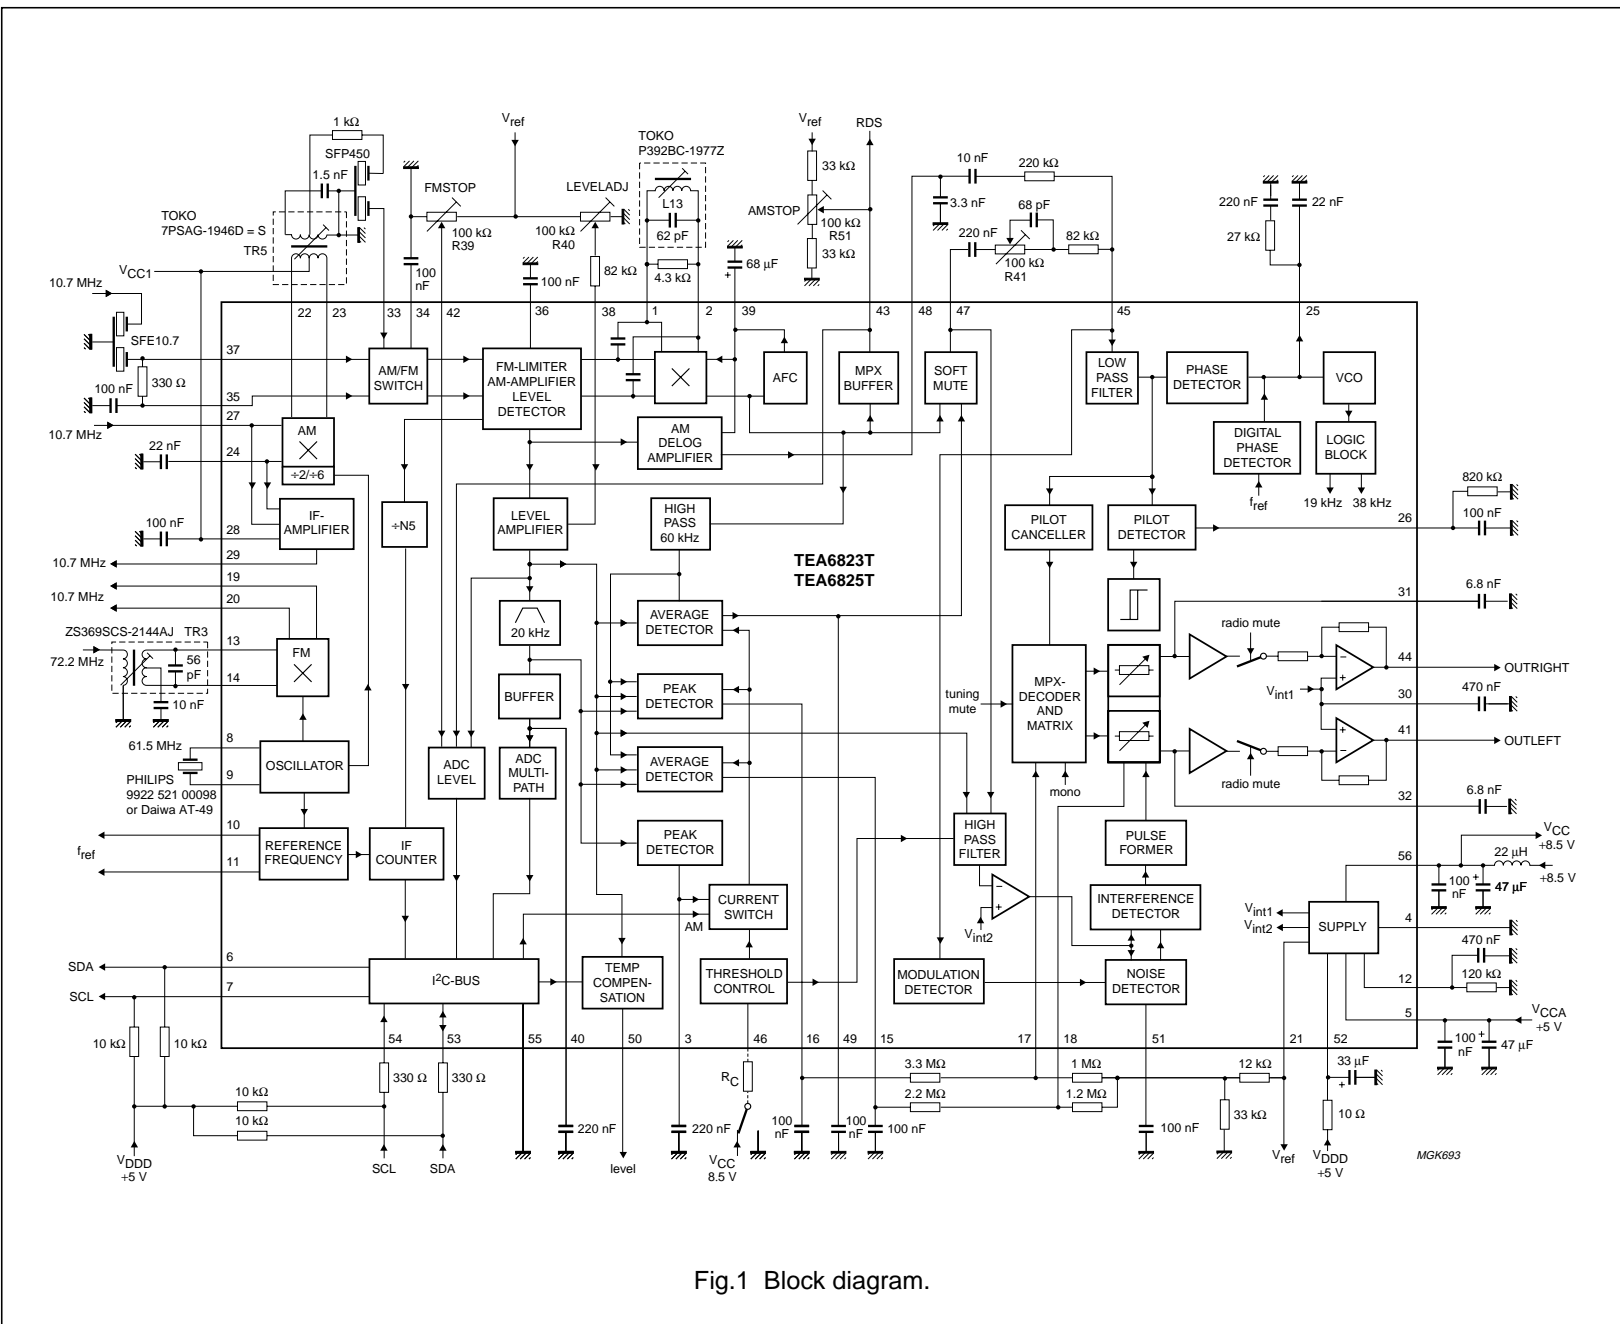 1 kΩ
SFP450
1.5 nF
TOKO
7PSAG-1946D = S
TR5
VCC1
10.7 MHz
SFE10.7
100 nF
330 Ω
Vref
FMSTOP
100 kΩ
R39
LEVELADJ
100 kΩ
R40
100
nF
100 nF
82 kΩ
TOKO
P392BC-1977Z
L13
62 pF
4.3 kΩ
68 µF
+
Vref
33 kΩ
AMSTOP
100 kΩ
R51
33 kΩ
RDS
10 nF
220 kΩ
3.3 nF
68 pF
220 nF
82 kΩ
100 kΩ
R41
220 nF
22 nF
27 kΩ
22
23
33
34
42
36
38
1
2
39
43
48
47
45
25
37
35
27
10.7 MHz
22 nF
24
100 nF
28
29
10.7 MHz
19
10.7 MHz
20
ZS369SCS-2144AJ TR3
13
72.2 MHz
56
pF
14
10 nF
61.5 MHz
8
9
PHILIPS
9922 521 00098
or Daiwa AT-49
10
fref
11
AM/FM
SWITCH
FM-LIMITER
AM-AMPLIFIER
LEVEL
DETECTOR
AFC
MPX
BUFFER
SOFT
MUTE
LOW
PASS
FILTER
PHASE
DETECTOR
VCO
AM
÷2/÷6
AM
DELOG
AMPLIFIER
DIGITAL
PHASE
DETECTOR
fref
LOGIC
BLOCK
19 kHz 38 kHz
IF-
AMPLIFIER
÷N5
LEVEL
AMPLIFIER
HIGH
PASS
60 kHz
TEA6823T
TEA6825T
PILOT
CANCELLER
PILOT
DETECTOR
26
820 kΩ
100 nF
20 kHz
AVERAGE
DETECTOR
31
6.8 nF
FM
BUFFER
PEAK
DETECTOR
tuning
mute
MPX-
DECODER
AND
MATRIX
mono
radio mute
−
+
44
OUTRIGHT
Vint1
30
470 nF
+
−
41
OUTLEFT
radio mute
32
6.8 nF
OSCILLATOR
ADC
LEVEL
ADC
MULTI-
PATH
AVERAGE
DETECTOR
REFERENCE
FREQUENCY
IF
COUNTER
PEAK
DETECTOR
HIGH
PASS
FILTER
PULSE
FORMER
CURRENT
SWITCH
AM
−
+
Vint2
INTERFERENCE
DETECTOR
56
VCC
+8.5 V
22 µH
+8.5 V
100
nF
+
47 µF
Vint1
Vint2
SUPPLY
4
470 nF
12
120 kΩ
5
VCCA
+5 V
100
nF
+
47 µF
SDA
6
SCL
7
I2C-BUS
TEMP
COMPEN-
SATION
THRESHOLD
CONTROL
MODULATION
DETECTOR
NOISE
DETECTOR
54
53
55
40
50
3
46
16
49
15
17
18
51
21
52
10 kΩ
10 kΩ
330 Ω
330 Ω
10 kΩ
10 kΩ
VDDD
+5 V
SCL
SDA
220 nF
level
220 nF
RC
VCC
8.5 V
100
nF
100
nF
100 nF
3.3 MΩ
2.2 MΩ
1 MΩ
1.2 MΩ
12 kΩ
33 kΩ
100 nF
Vref
33 µF
+
10 Ω
VDDD
+5 V
MGK693
Fig.1 Block diagram.